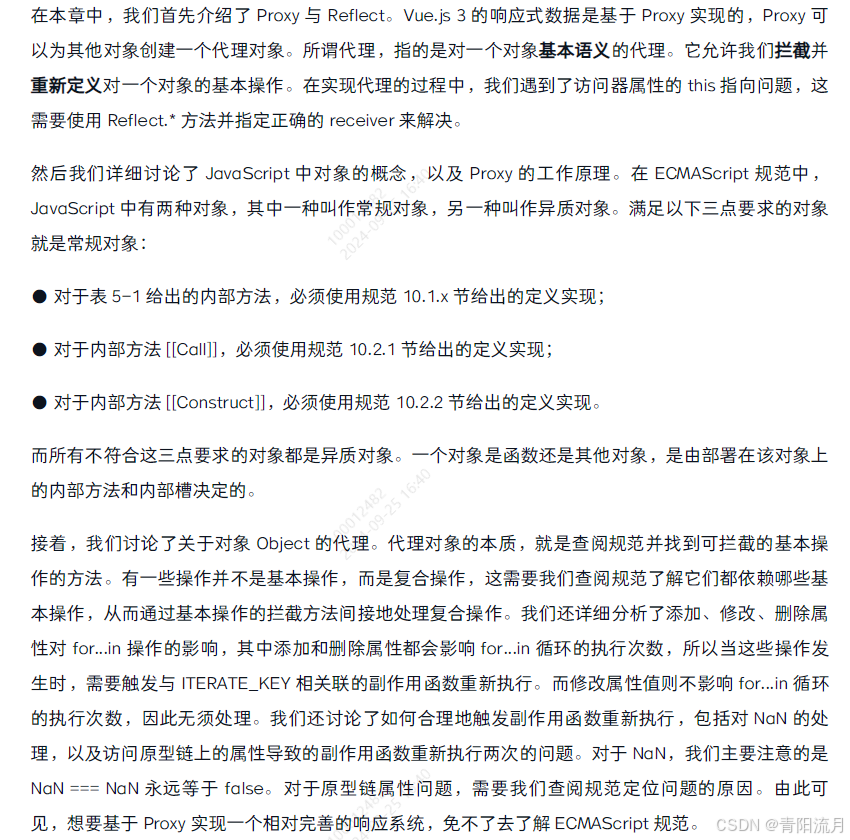 在本章中，我们首先介绍了 Proxy 与 Reflect。Vue.js 3 的响应式数据是基于 Proxy 实现的，Proxy 可
以为其他对象创建一个代理对象。所谓代理，指的是对一个对象基本语义的代理。它允许我们拦截并
重新定义对一个对象的基本操作。在实现代理的过程中，我们遇到了访问器属性的 this 指向问题，这
需要使用 Reflect.* 方法并指定正确的 receiver 来解决。
然后我们详细讨论了 JavaScript 中对象的概念，以及 Proxy 的工作原理。在 ECMAScript 规范中，
JavaScript 中有两种对象，其中一种叫作常规对象，另一种叫作异质对象。满足以下三点要求的对象
就是常规对象：
● 对于表 5-1 给出的内部方法，必须使用规范 10.1.x 节给出的定义实现；
● 对于内部方法 [[Call]]，必须使用规范 10.2.1 节给出的定义实现；
● 对于内部方法 [[Construct]]，必须使用规范 10.2.2 节给出的定义实现。
而所有不符合这三点要求的对象都是异质对象。一个对象是函数还是其他对象，是由部署在该对象上
的内部方法和内部槽决定的。
接着，我们讨论了关于对象 Object 的代理。代理对象的本质，就是查阅规范并找到可拦截的基本操
作的方法。有一些操作并不是基本操作，而是复合操作，这需要我们查阅规范了解它们都依赖哪些基
本操作，从而通过基本操作的拦截方法间接地处理复合操作。我们还详细分析了添加、修改、删除属
性对 for...in 操作的影响，其中添加和删除属性都会影响 for...in 循环的执行次数，所以当这些操作发
生时，需要触发与 ITERATE_KEY 相关联的副作用函数重新执行。而修改属性值则不影响 for...in 循环
的执行次数，因此无须处理。我们还讨论了如何合理地触发副作用函数重新执行，包括对 NaN 的处
理，以及访问原型链上的属性导致的副作用函数重新执行两次的问题。对于 NaN，我们主要注意的是
NaN === NaN 永远等于 false。对于原型链属性问题，需要我们查阅规范定位问题的原因。由此可
见，想要基于 Proxy 实现一个相对完善的响应系统，免不了去了解 ECMAScript 规范。
CSDN @青阳流月